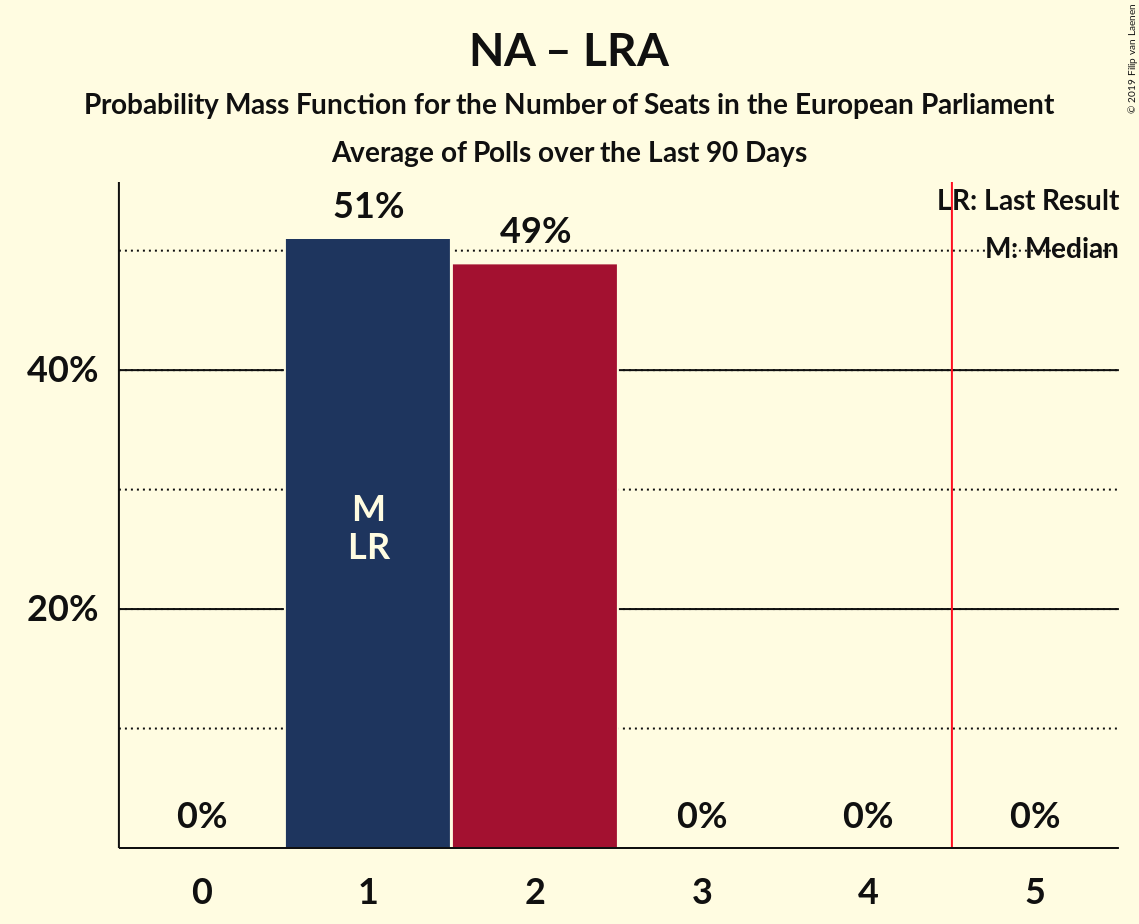 NA – LRA
Probability Mass Function for the Number of Seats in the European Parliament
Average of Polls over the Last 90 Days
© 2019 Filip van Laenen
LR: Last Result
M: Median
51%
49%
40%
20%
M
LR
0%
0%
0%
0%
0
1
2
3
4
5